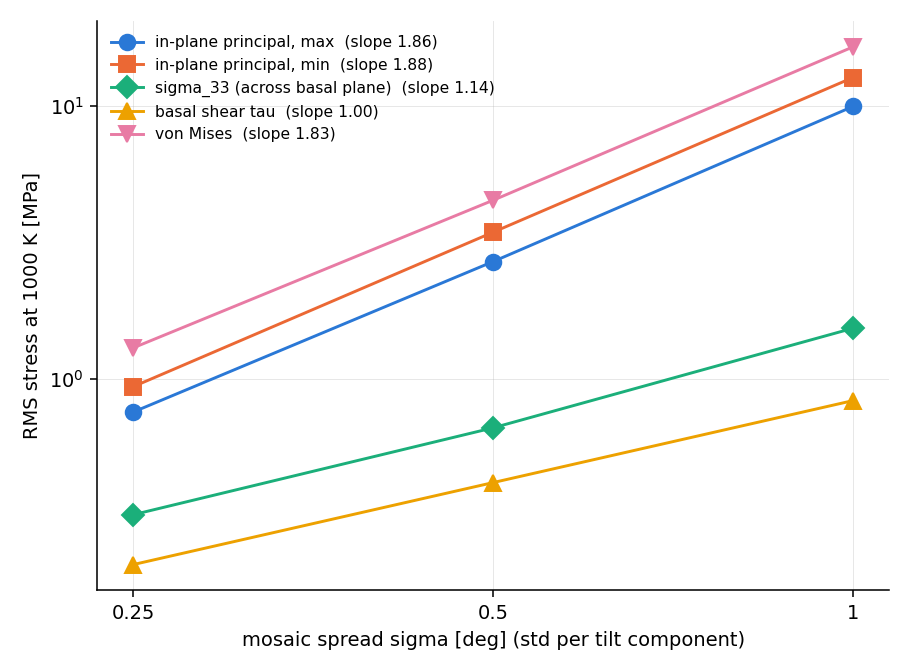 in-plane principal, max  (slope 1.86)
in-plane principal, min  (slope 1.88)
sigma_33 (across basal plane)  (slope 1.14)
basal shear tau  (slope 1.00)
von Mises  (slope 1.83)
RMS stress at 1000 K [MPa]
10¹
10⁰
0.25
0.5
1
mosaic spread sigma [deg] (std per tilt component)